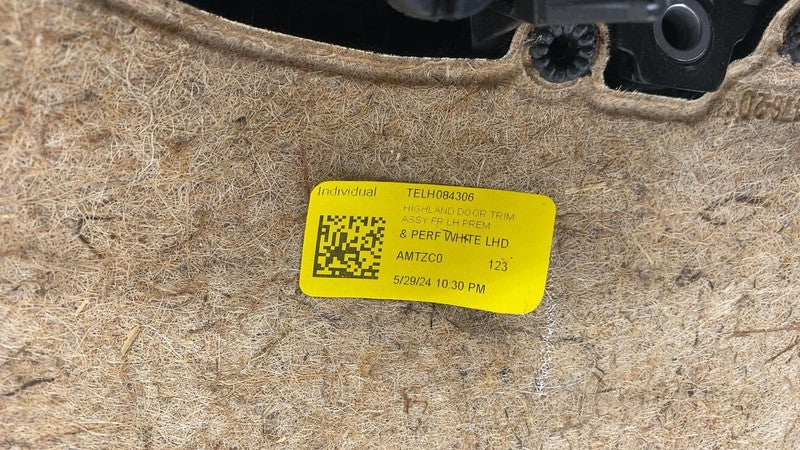 Individual TELH084306
HIGHLAND DOOR TRIM
ASSY FR LH PREM
& PERF WHITE LHD
AMTZC0 123
5/29/24 10:30 PM